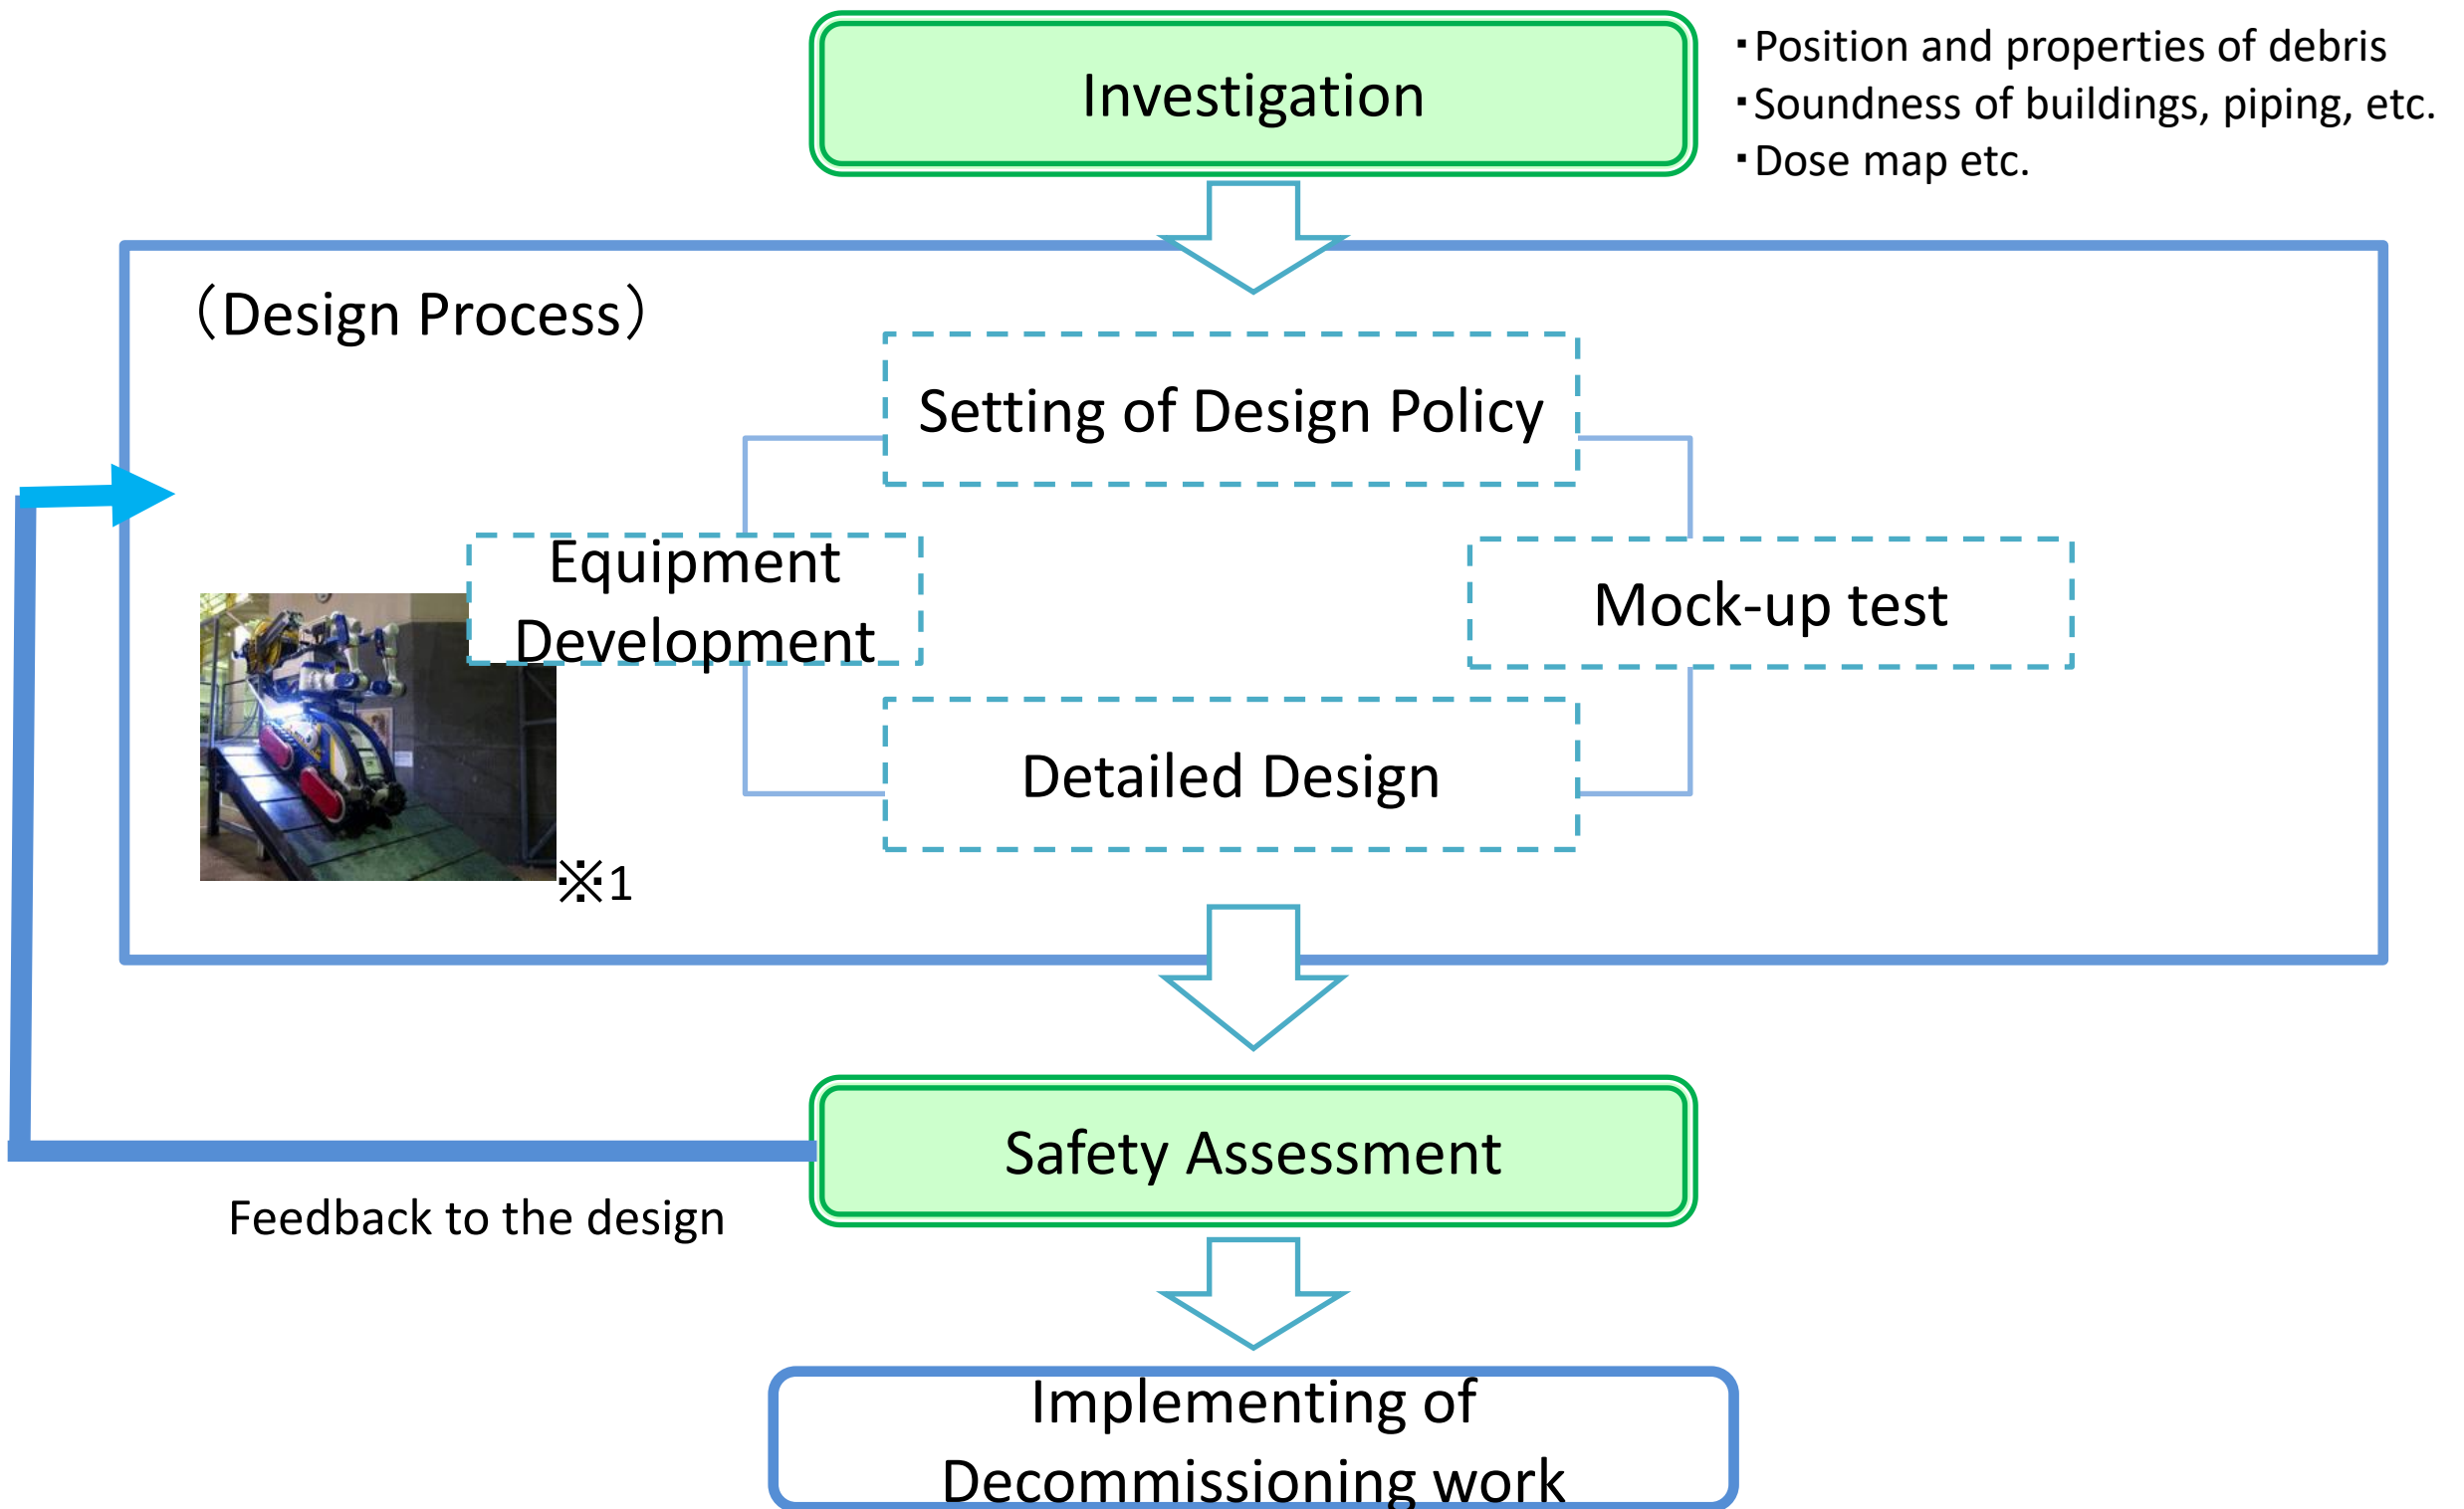 Investigation
▪Position and properties of debris
▪Soundness of buildings, piping, etc.
▪Dose map etc.
（Design Process）
Setting of Design Policy
Equipment
Development
Mock-up test
Detailed Design
※1
Safety Assessment
Feedback to the design
Implementing of
Decommissioning work